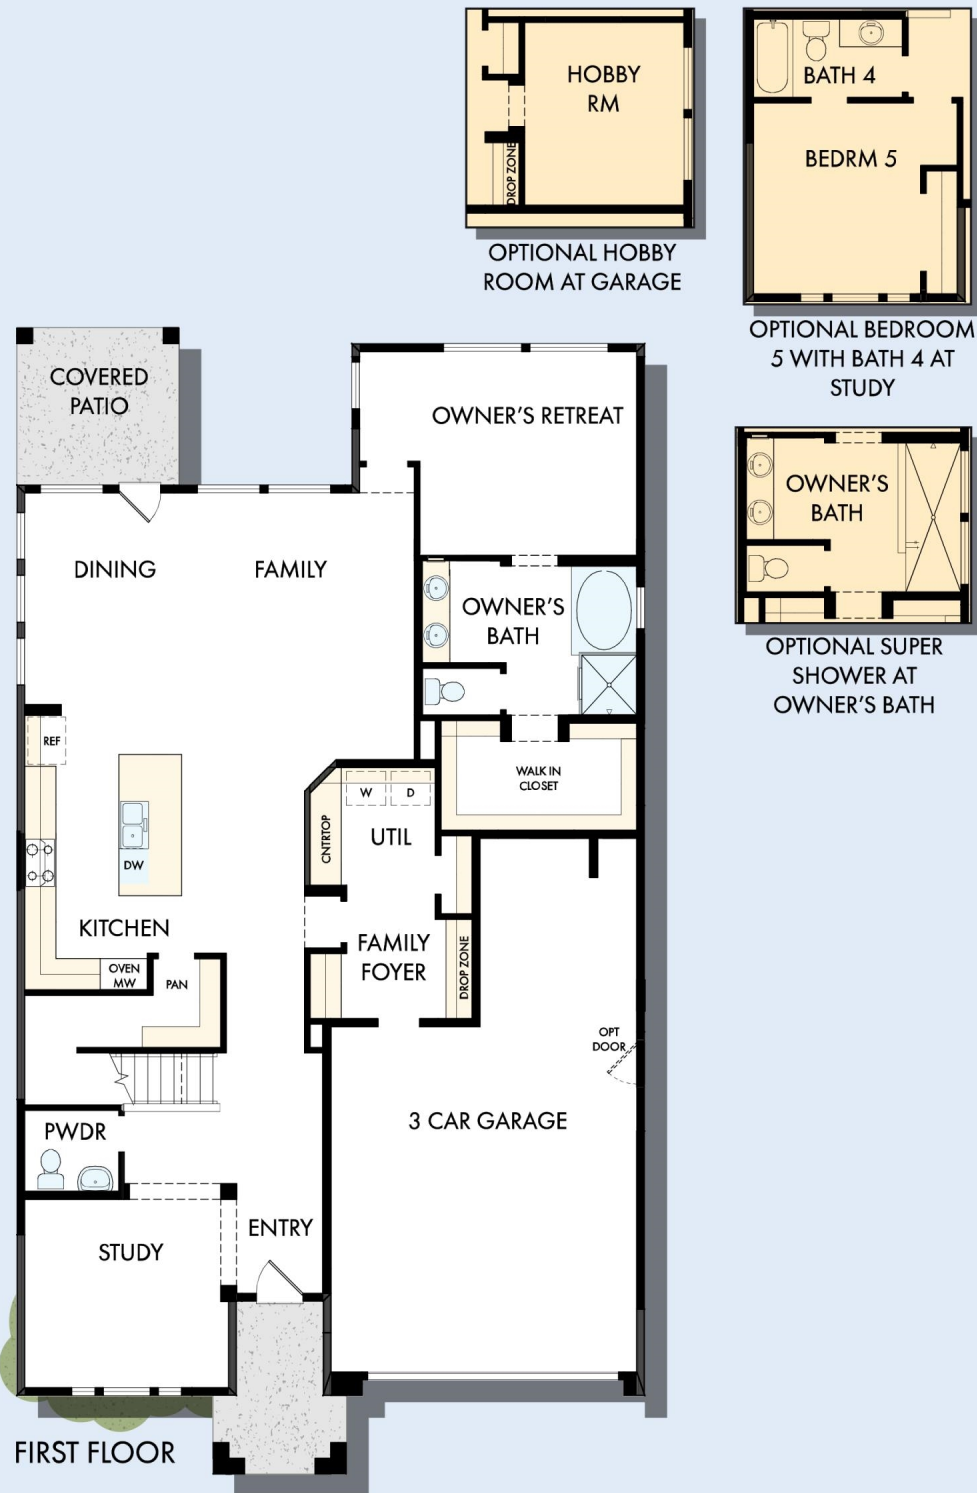 HOBBY
RM
DROP ZONE
OPTIONAL HOBBY
ROOM AT GARAGE
BATH 4
BEDRM 5
OPTIONAL BEDROOM
5 WITH BATH 4 AT
STUDY
OWNER'S
BATH
OPTIONAL SUPER
SHOWER AT
OWNER'S BATH
COVERED
PATIO
OWNER'S RETREAT
DINING
FAMILY
OWNER'S
BATH
REF
WALK IN
CLOSET
W
D
CNTRTOP
UTIL
DW
KITCHEN
OVEN
MW
PAN
FAMILY
FOYER
DROP ZONE
OPT
DOOR
3 CAR GARAGE
PWDR
ENTRY
STUDY
FIRST FLOOR